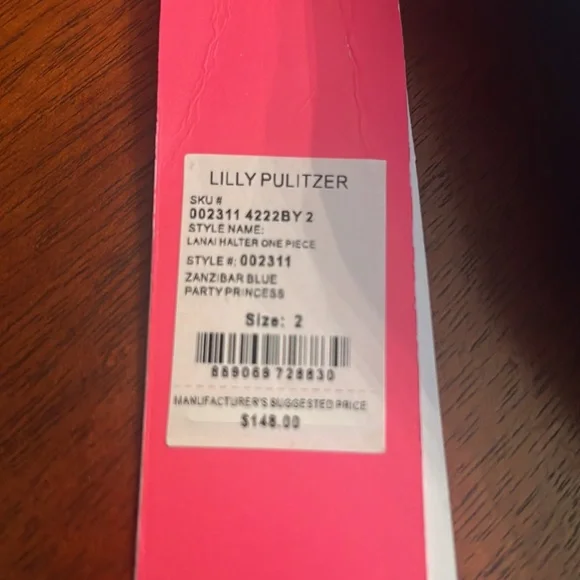 LILLY PULITZER
SKU #
002311 4222BY 2
STYLE NAME:
LANAI HALTER ONE PIECE
STYLE #: 002311
ZANZIBAR BLUE
PARTY PRINCESS
Size: 2
889069 728830
MANUFACTURER'S SUGGESTED PRICE
$148.00